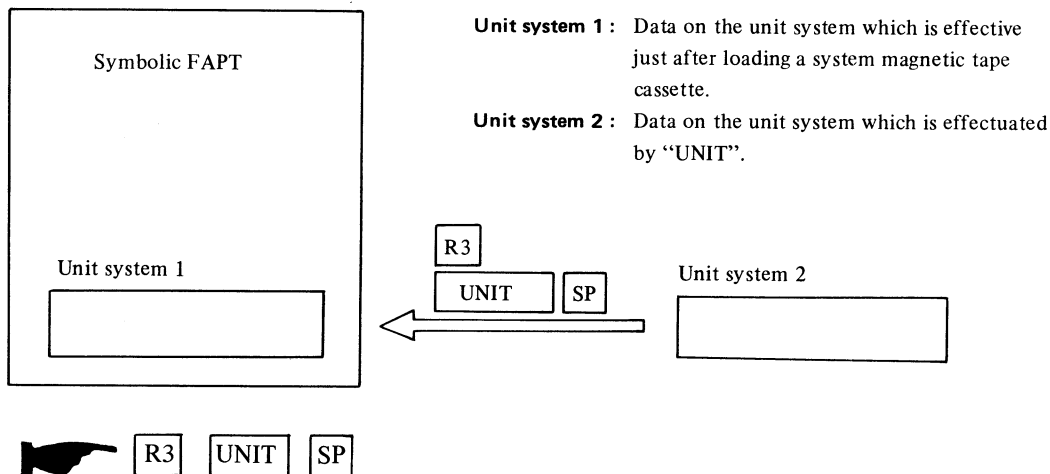 Unit system 1 : Data on the unit system which is effective
just after loading a system magnetic tape
cassette.
Unit system 2 : Data on the unit system which is effectuated
by “UNIT”.
Symbolic FAPT
Unit system 1
R3
UNIT SP
Unit system 2
R3 UNIT SP